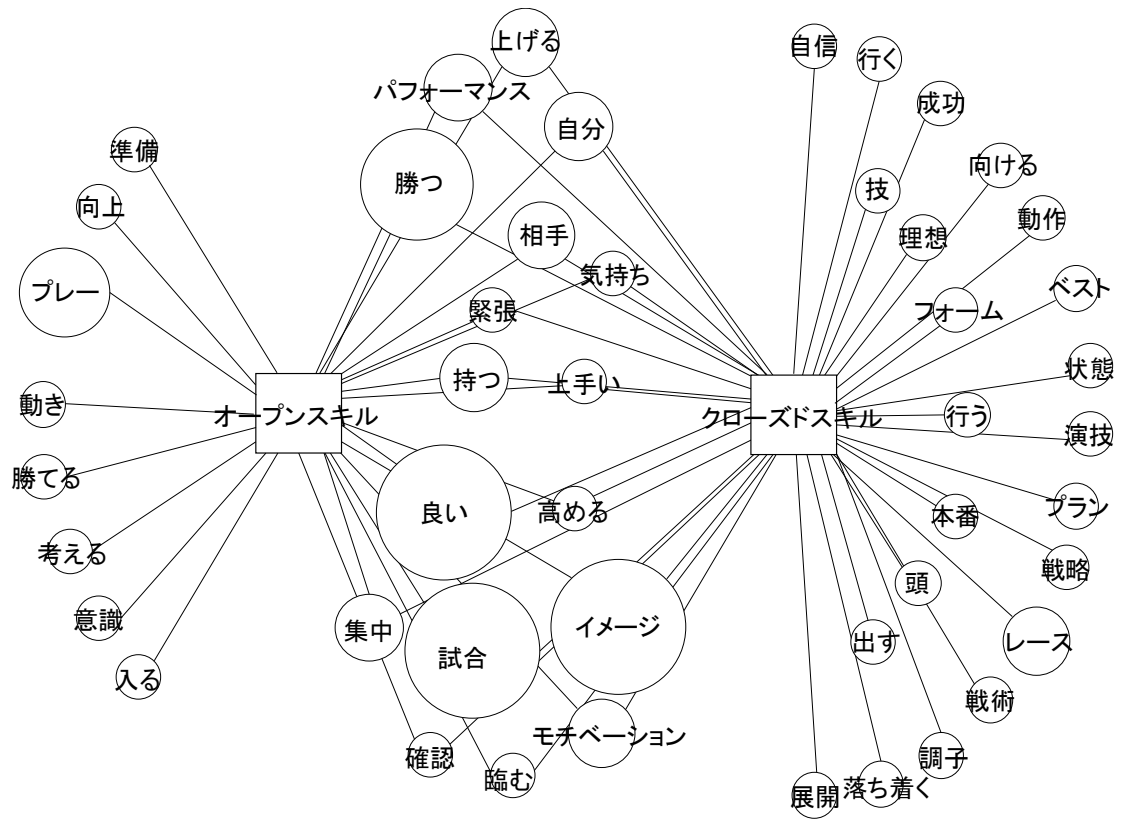 準備
向上
プレー
動き
オープンスキル
勝てる
考える
意識
入る
上げる
パフォーマンス
自分
勝つ
相手
気持ち
緊張
持つ
上手い
良い
高める
集中
試合
イメージ
モチベーション
確認
臨む
自信
行く
成功
技
向ける
理想
動作
フォーム
ベスト
状態
クローズドスキル
行う
演技
プラン
本番
戦略
頭
出す
レース
戦術
調子
落ち着く
展開